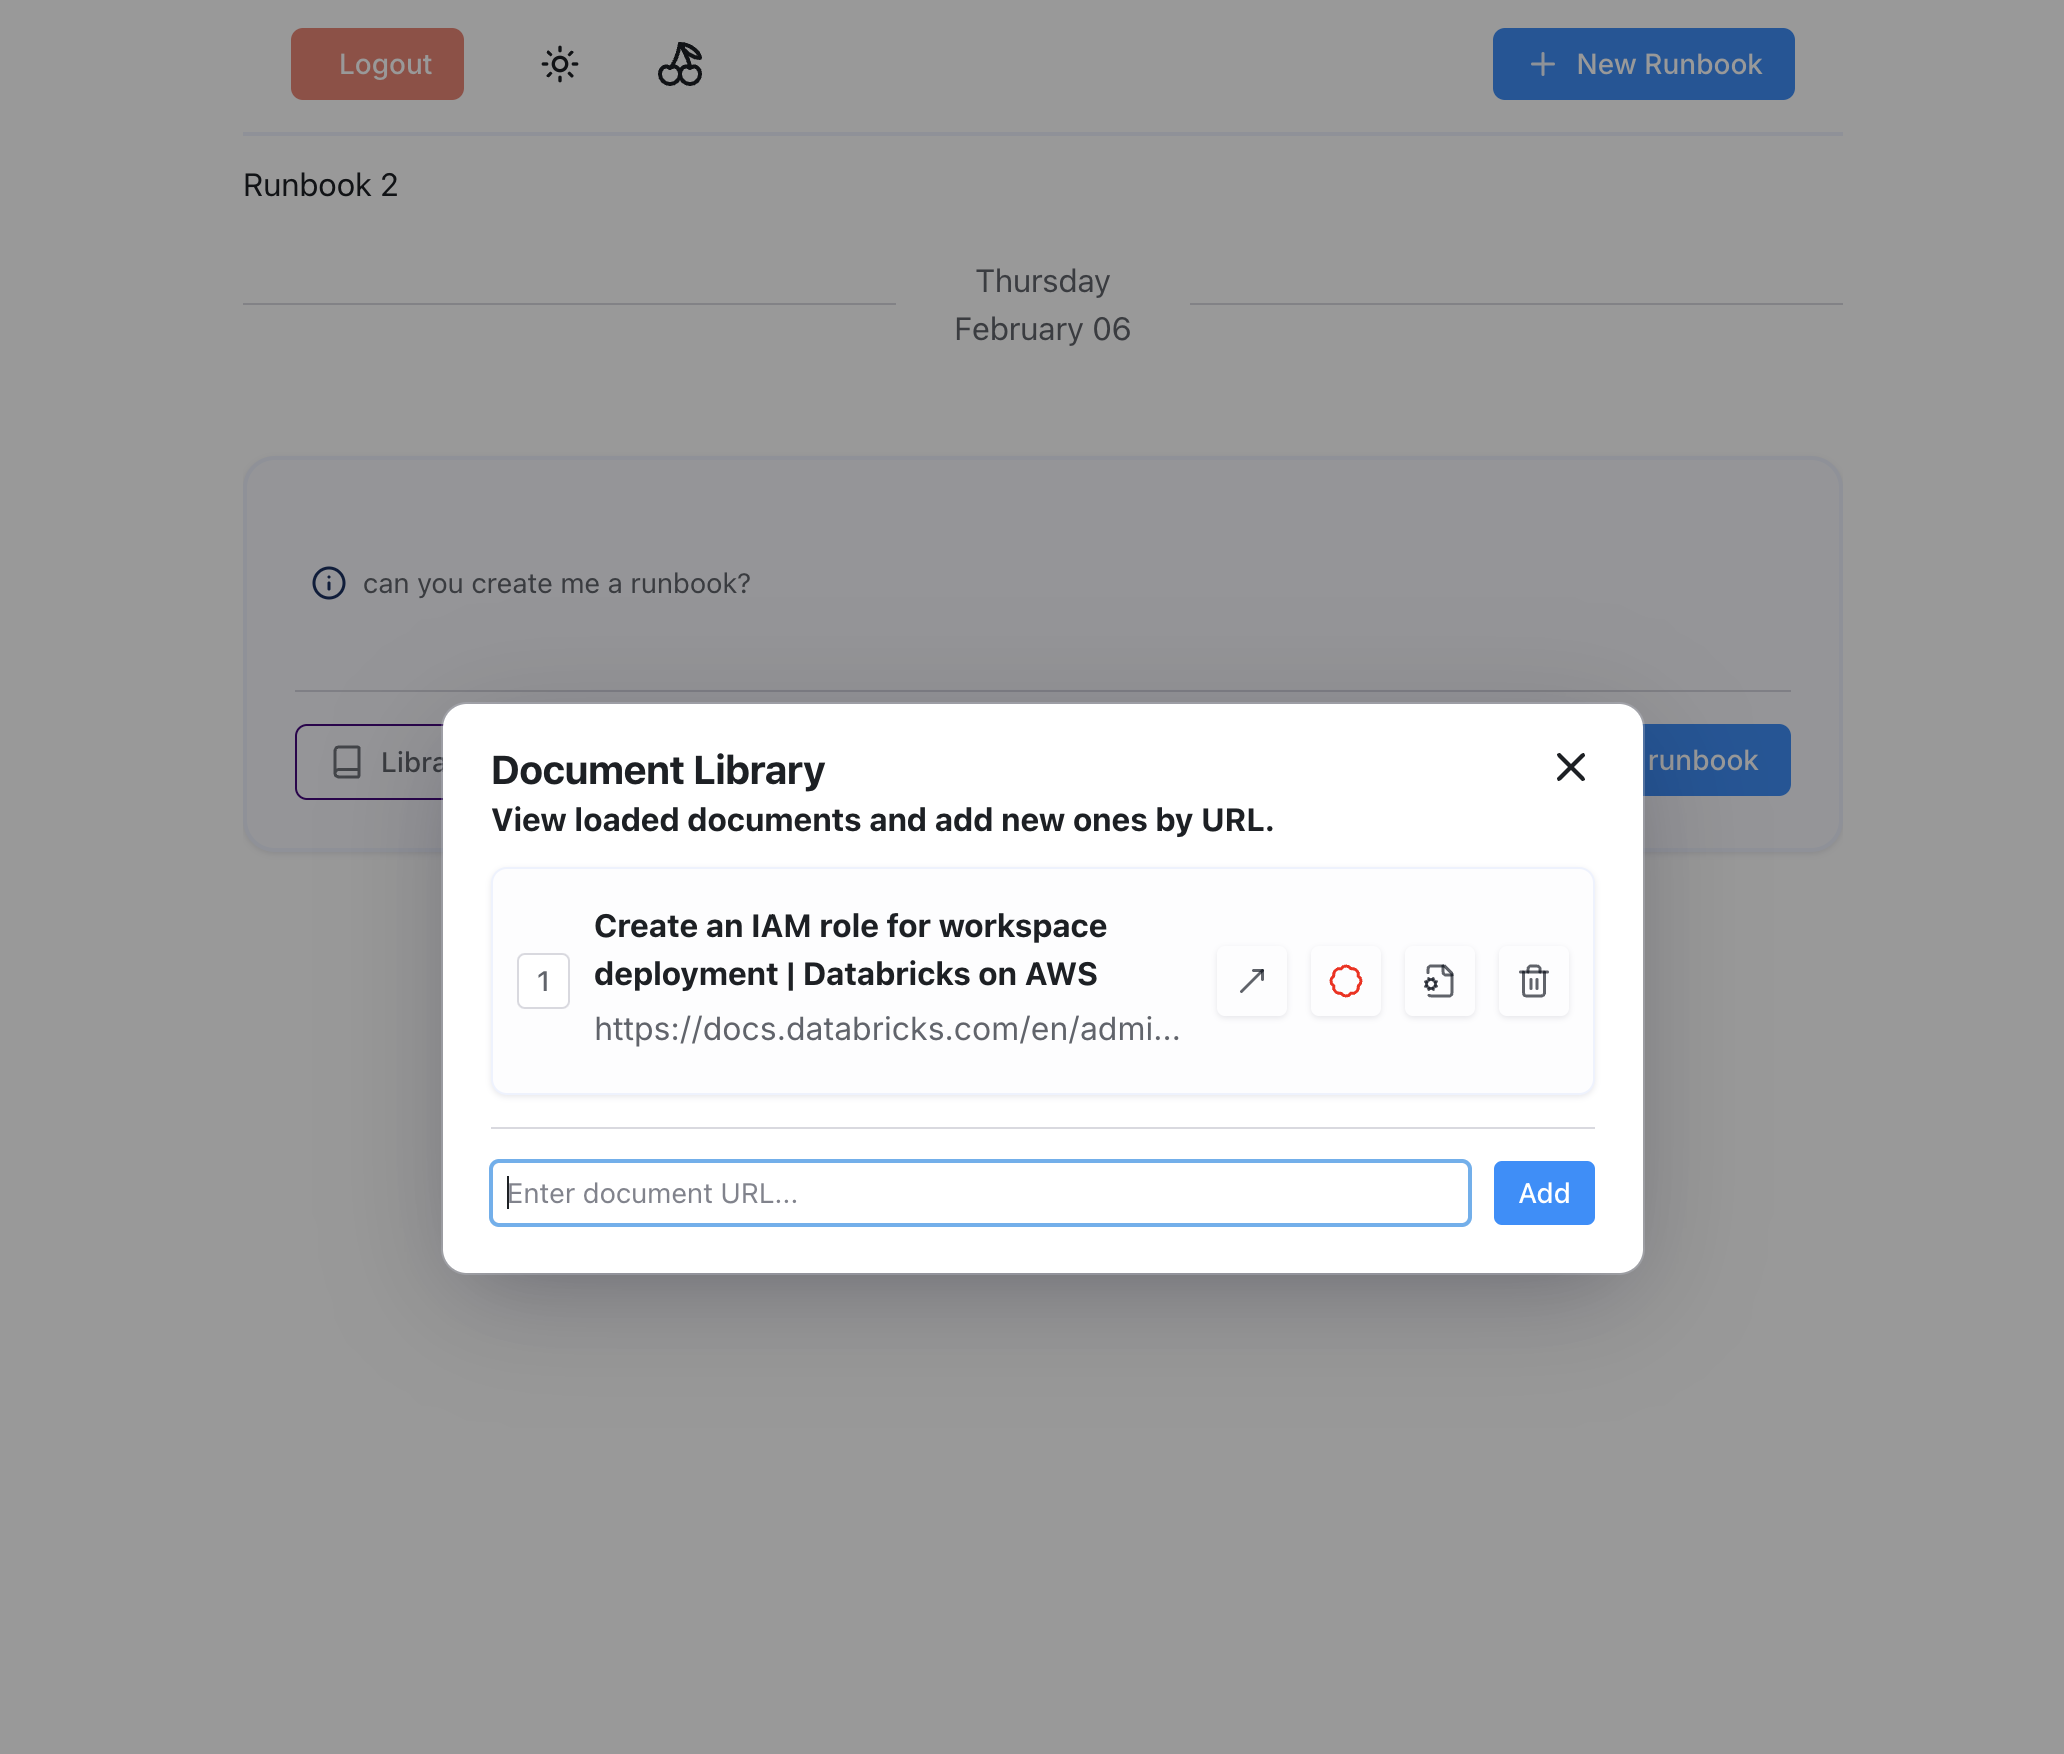 Logout
New Runbook
Runbook 2
Thursday
February 06
can you create me a runbook?
Libra
runbook
Document Library
View loaded documents and add new ones by URL.
1
Create an IAM role for workspace
deployment | Databricks on AWS
https://docs.databricks.com/en/admi...
Enter document URL...
Add